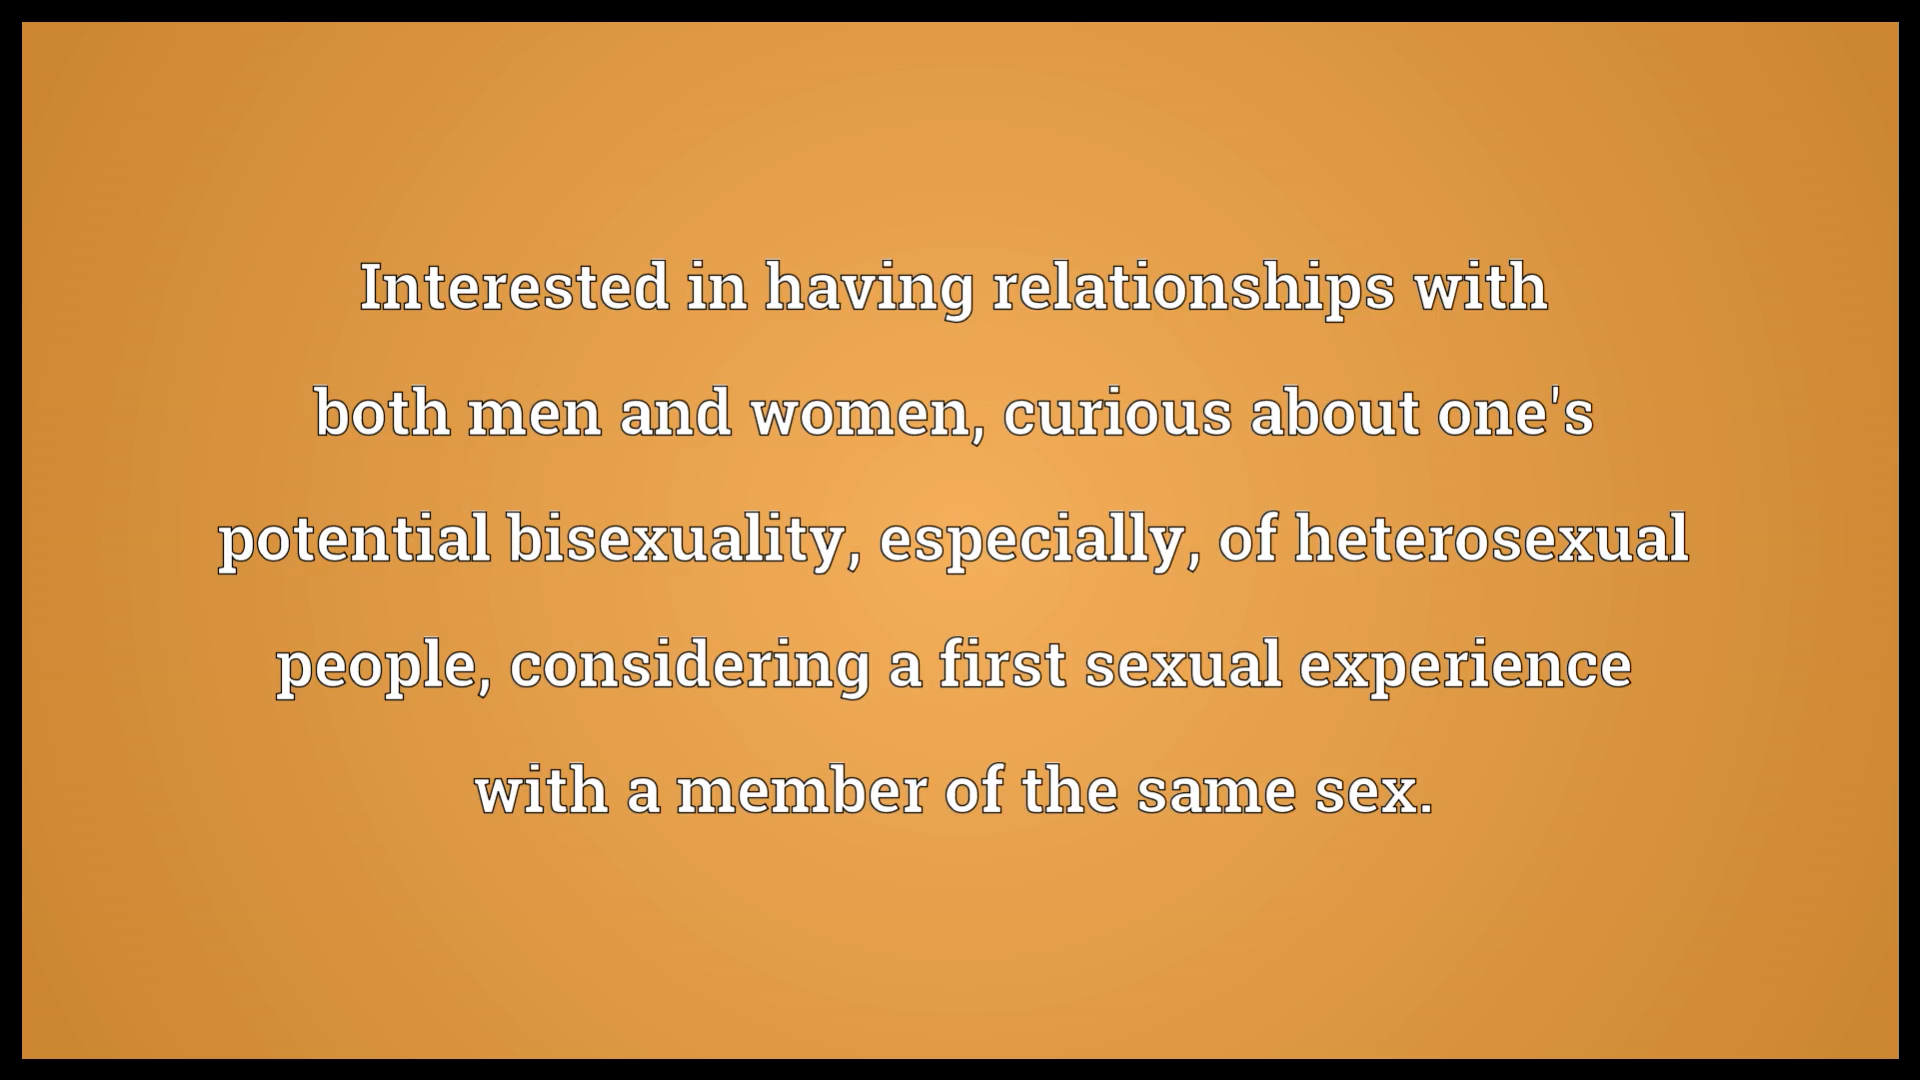 Interested in having relationships with
both men and women, curious about one's
potential bisexuality, especially, of heterosexual
people, considering a first sexual experience
with a member of the same sex.